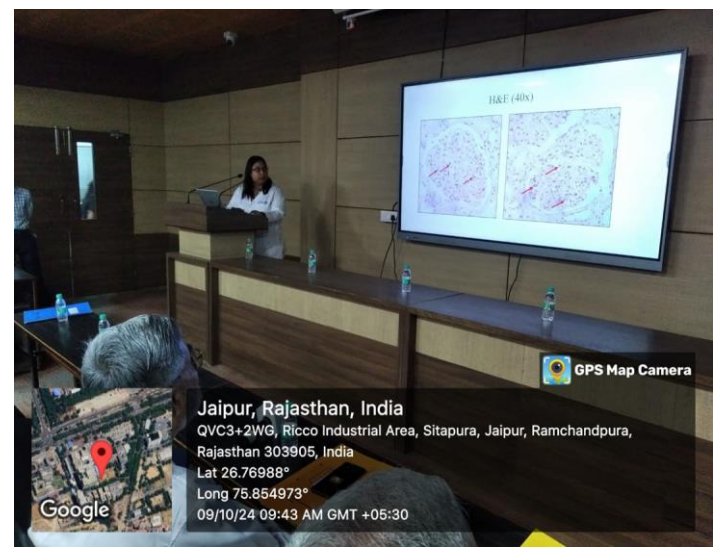 H&E (40x)
GPS Map Camera
Jaipur, Rajasthan, India
QVC3+2WG, Ricco Industrial Area, Sitapura, Jaipur, Ramchandpura,
Rajasthan 303905, India
Lat 26.76988°
Long 75.854973°
09/10/24 09:43 AM GMT +05:30
Google